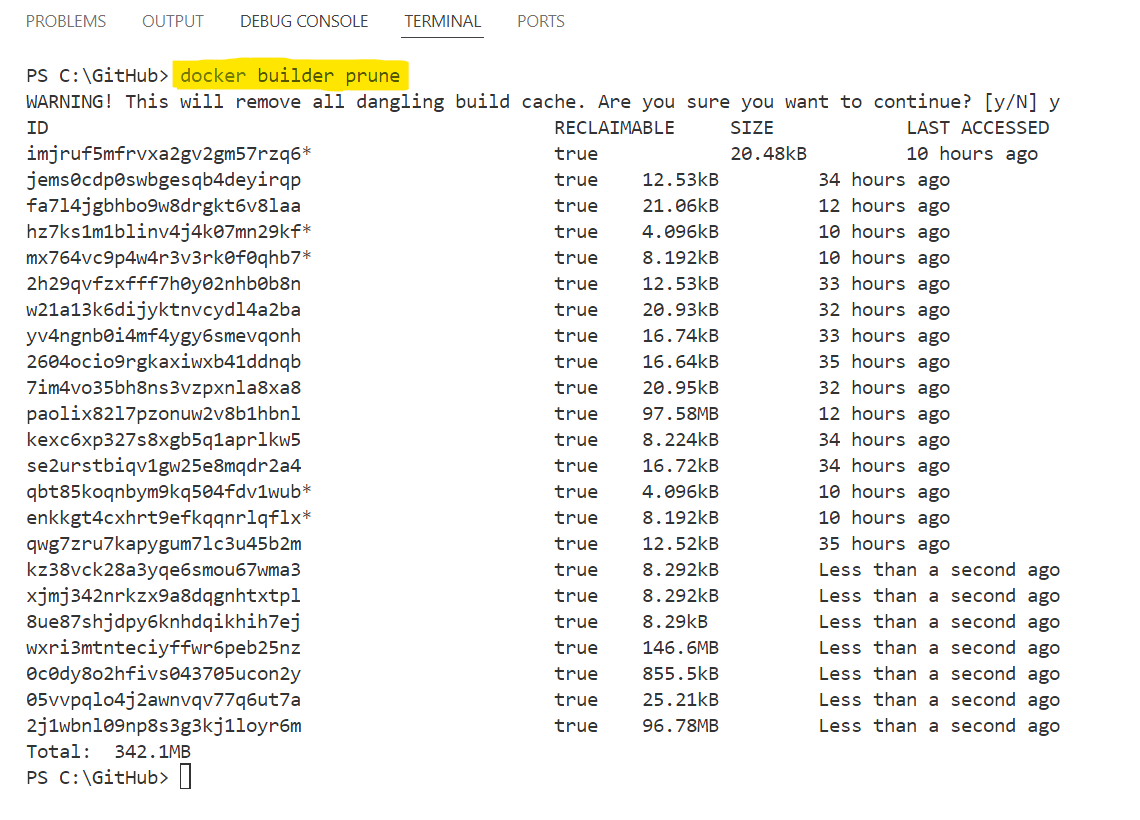 PROBLEMS OUTPUT DEBUG CONSOLE TERMINAL PORTS
PS C:\GitHub> docker builder prune
WARNING! This will remove all dangling build cache. Are you sure you want to continue? [y/N] y
ID RECLAIMABLE SIZE LAST ACCESSED
imjruf5mfrvxa2gv2gm57rzq6* true 20.48kB 10 hours ago
jems0cdp0swbgesqb4deyirqp true 12.53kB 34 hours ago
fa7l4jgbhbo9w8drgkt6v8laa true 21.06kB 12 hours ago
hz7ks1m1blinv4j4k07mn29kf* true 4.096kB 10 hours ago
mx764vc9p4w4r3v3rk0f0qhb7* true 8.192kB 10 hours ago
2h29qvfzxfff7h0y02nhb0b8n true 12.53kB 33 hours ago
w21a13k6dijyktnvcydl4a2ba true 20.93kB 32 hours ago
yv4ngnb0i4mf4ygy6smevqonh true 16.74kB 33 hours ago
2604ocio9rgkaxiwxb41ddnqb true 16.64kB 35 hours ago
7im4vo35bh8ns3vzpxnla8xa8 true 20.95kB 32 hours ago
paolix82l7pzonuw2v8b1hbnl true 97.58MB 12 hours ago
kexc6xp327s8xgb5q1aprlkw5 true 8.224kB 34 hours ago
se2urstbiqv1gw25e8mqdr2a4 true 16.72kB 34 hours ago
qbt85koqnbym9kq504fdv1wub* true 4.096kB 10 hours ago
enkkgt4cxhrt9efkqqnrlqflx* true 8.192kB 10 hours ago
qwg7zru7kapygum7lc3u45b2m true 12.52kB 35 hours ago
kz38vck28a3yqe6smou67wma3 true 8.292kB Less than a second ago
xjmj342nrkzx9a8dqgnhtxtpl true 8.292kB Less than a second ago
8ue87shjdpy6knhdqikhih7ej true 8.29kB Less than a second ago
wxri3mtnteciyffwr6peb25nz true 146.6MB Less than a second ago
0c0dy8o2hfivs043705ucon2y true 855.5kB Less than a second ago
05vvpqlo4j2awnvqv77q6ut7a true 25.21kB Less than a second ago
2j1wbnl09np8s3g3kj1loyr6m true 96.78MB Less than a second ago
Total: 342.1MB
PS C:\GitHub>